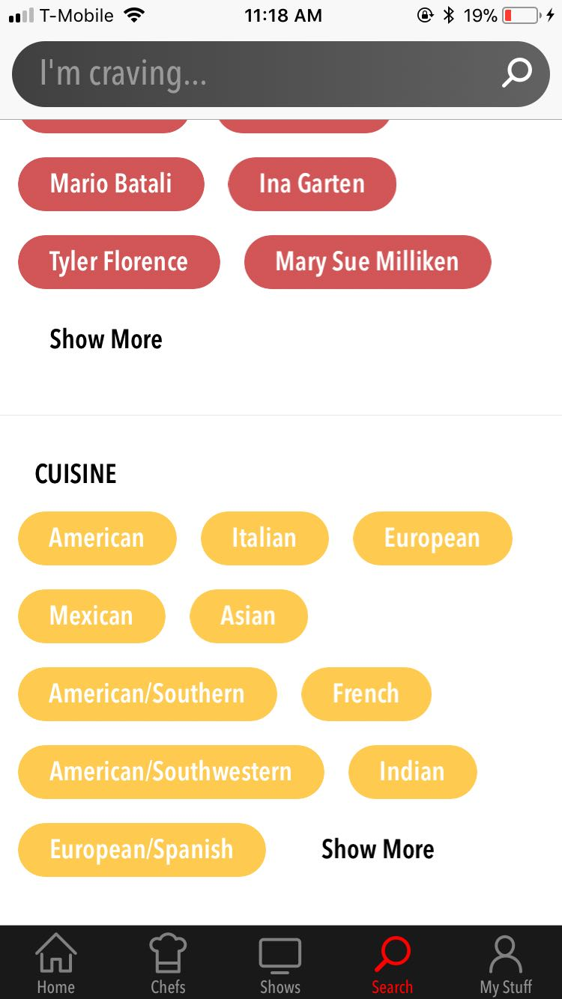 T-Mobile 11:18 AM 19%
I'm craving...
Mario Batali Ina Garten
Tyler Florence Mary Sue Milliken
Show More
CUISINE
American Italian European
Mexican Asian
American/Southern French
American/Southwestern Indian
European/Spanish Show More
Home Chefs Shows Search My Stuff